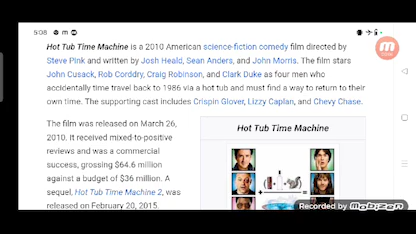 5:08
Hot Tub Time Machine is a 2010 American science-fiction comedy film directed by
Steve Pink and written by Josh Heald, Sean Anders, and John Morris. The film stars
John Cusack, Rob Corddry, Craig Robinson, and Clark Duke as four men who
accidentally time travel back to 1986 via a hot tub and must find a way to return to their
own time. The supporting cast includes Crispin Glover, Lizzy Caplan, and Chevy Chase.
The film was released on March 26,
2010. It received mixed-to-positive
reviews and was a commercial
success, grossing $64.6 million
against a budget of $36 million. A
sequel, Hot Tub Time Machine 2, was
released on February 20, 2015.
Hot Tub Time Machine
Recorded by Mobizen